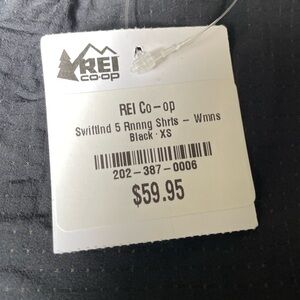 REI
CO·OP
REI Co-op
Swiftlnd 5 Rnnng Shrts - Wmns
Black · XS
202-387-0006
$59.95